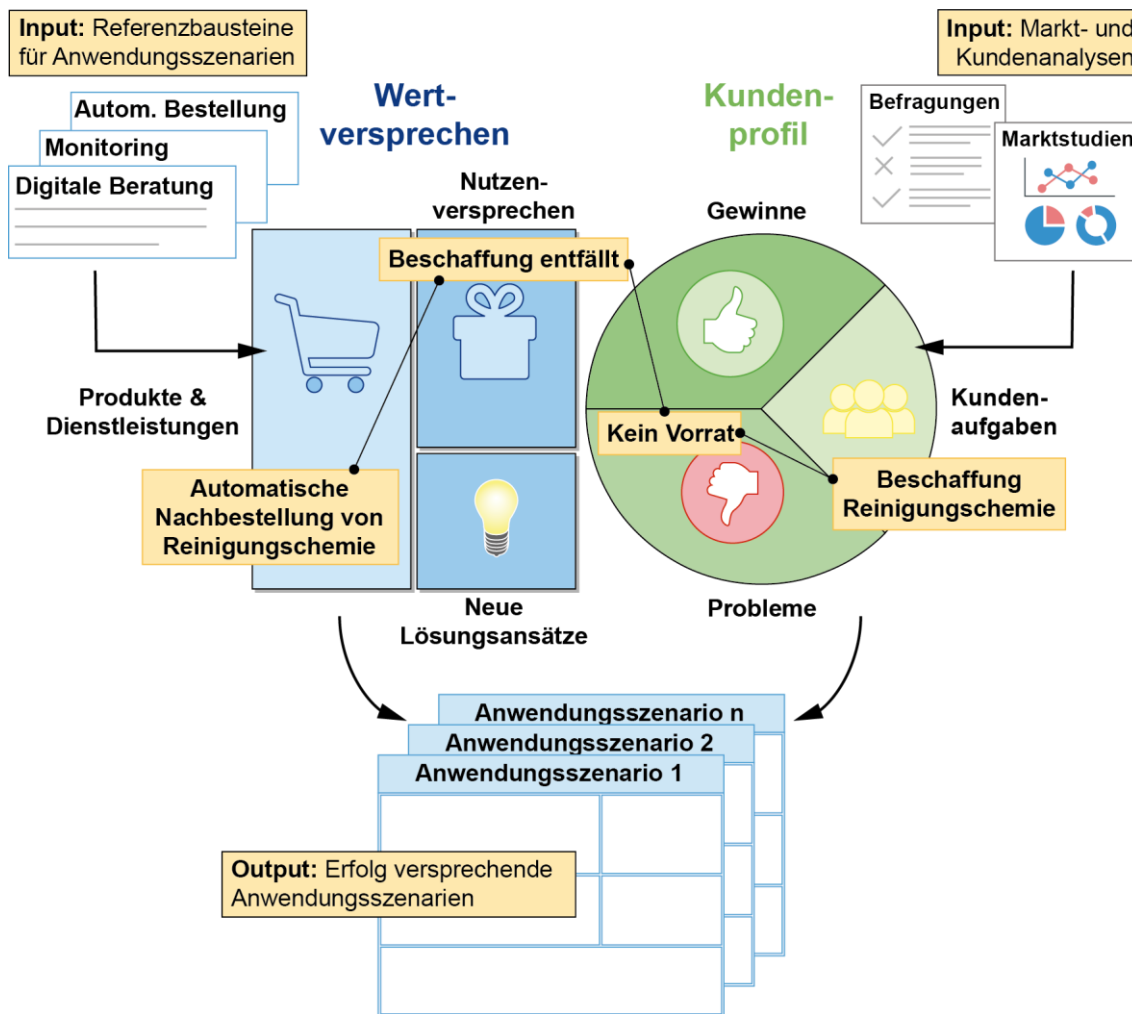 Input: Referenzbausteine
für Anwendungsszenarien
Autom. Bestellung
Monitoring
Digitale Beratung
Wert-
versprechen
Kunden-
profil
Input: Markt- und
Kundenanalysen
Befragungen
Marktstudien
Nutzen-
versprechen
Gewinne
Beschaffung entfällt
Produkte &
Dienstleistungen
Kunden-
aufgaben
Kein Vorrat
Automatische
Nachbestellung von
Reinigungschemie
Beschaffung
Reinigungschemie
Neue
Lösungsansätze
Probleme
Anwendungsszenario n
Anwendungsszenario 2
Anwendungsszenario 1
Output: Erfolg versprechende
Anwendungsszenarien